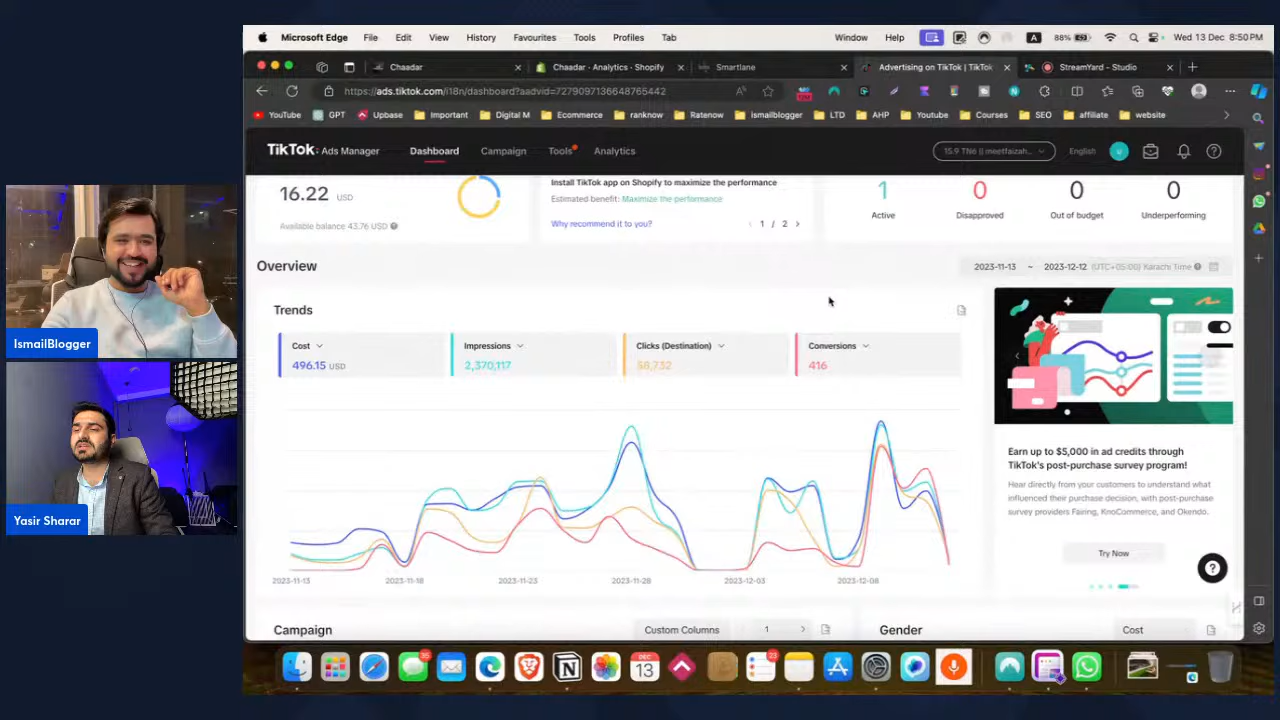 Microsoft Edge File Edit View History Favourites Tools Profiles Tab Window Help A 88% Wed 13 Dec 8:50 PM
Chaadar Chaadar · Analytics · Shopify Smartlane Advertising on TikTok | TikTok StreamYard - Studio
https://ads.tiktok.com/i18n/dashboard?aadvid=7279097136648765442
YouTube GPT Upbase Important Digital M Ecommerce ranknow Ratenow Ismailblogger LTD AHP Youtube Courses SEO affiliate website
TikTok: Ads Manager Dashboard Campaign Tools Analytics English
16.22 USD
Available balance 43.76 USD
Install TikTok app on Shopify to maximize the performance
Estimated benefit: Maximize the performance
Why recommend it to you? 1 / 2
1 0 0 0
Active Disapproved Out of budget Underperforming
Overview
2023-11-13 ~ 2023-12-12 (UTC+05:00) Karachi Time
Trends
Cost Impressions Clicks (Destination) Conversions
496.15 USD 2,370,117 416
2023-11-13 2023-11-18 2023-11-23 2023-11-28 2023-12-03 2023-12-08
Earn up to $5,000 in ad credits through
TikTok's post-purchase survey program!
Hear directly from your customers to understand what
influenced their purchase decision, with post-purchase
survey providers Fairing, KnoCommerce, and Okendo.
Try Now
Campaign Custom Columns 1 Gender Cost
IsmailBlogger
Yasir Sharar
35 DEC 13 23